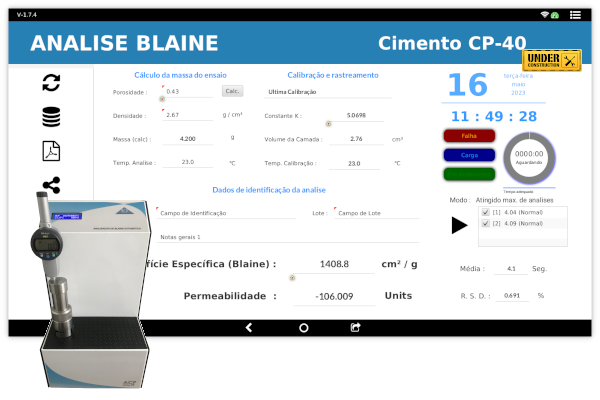 V-1.7.4
ANALISE BLAINE
Cimento CP-40
UNDER
CONSTRUCTION
Cálculo da massa do ensaio
Calibração e rastreamento
16
terça-feira
maio
2023
Porosidade :
0.43
Calc.
Ultima Calibração
Densidade :
2.67
g / cm³
Constante K :
5.0698
11 : 49 : 28
Massa (calc) :
4.200
g
Volume da Camada :
2.76
cm³
Falha
Carga
0000:00
Aguardando
Temp. Analise :
23.0
ºC
Temp. Calibração :
23.0
ºC
Tempo adequado
Dados de identificação da analise
Modo :
Atingido max. de analises
Campo de Identificação
Lote :
Campo de Lote
[1] 4.04 (Normal)
[2] 4.09 (Normal)
Notas gerais 1
fície Específica (Blaine) :
1408.8
cm² / g
Média :
4.1
Seg.
Permeabilidade :
-106.009
Units
R. S. D. :
0.691
%
ACS